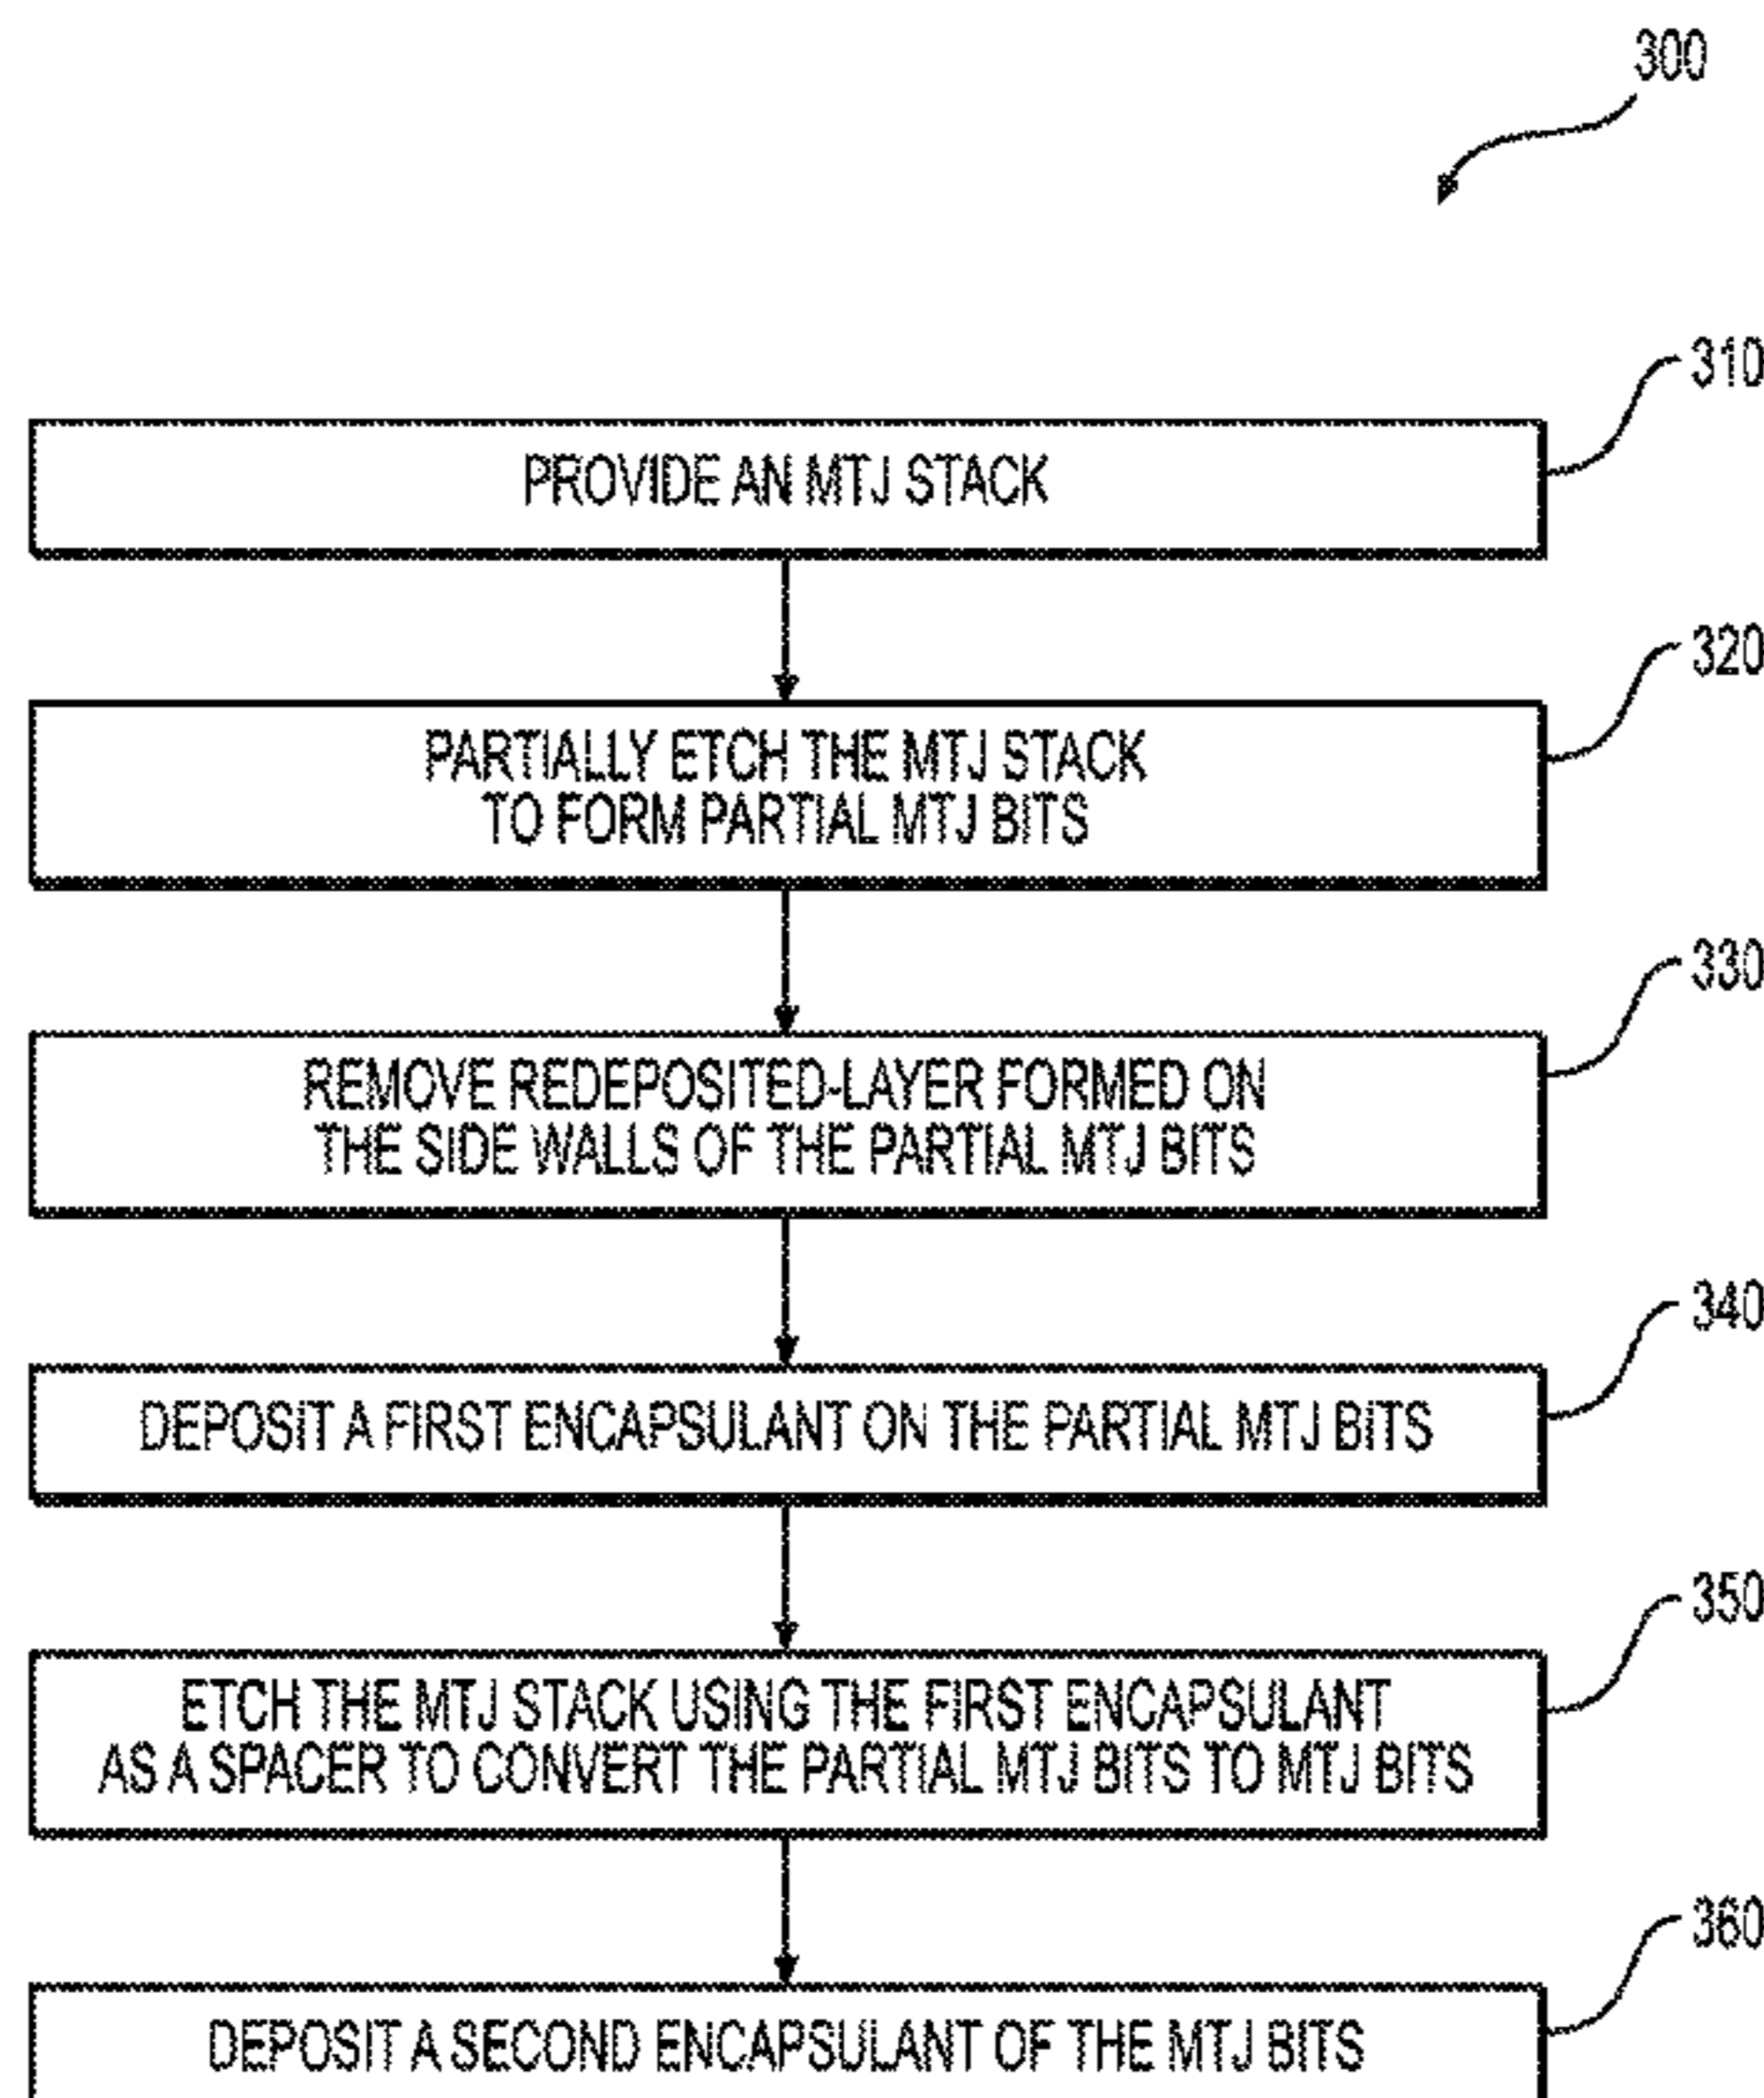 300
310
PROVIDE AN MTJ STACK
320
PARTIALLY ETCH THE MTJ STACK
TO FORM PARTIAL MTJ BITS
330
REMOVE REDEPOSITED-LAYER FORMED ON
THE SIDE WALLS OF THE PARTIAL MTJ BITS
340
DEPOSIT A FIRST ENCAPSULANT ON THE PARTIAL MTJ BITS
350
ETCH THE MTJ STACK USING THE FIRST ENCAPSULANT
AS A SPACER TO CONVERT THE PARTIAL MTJ BITS TO MTJ BITS
360
DEPOSIT A SECOND ENCAPSULANT OF THE MTJ BITS